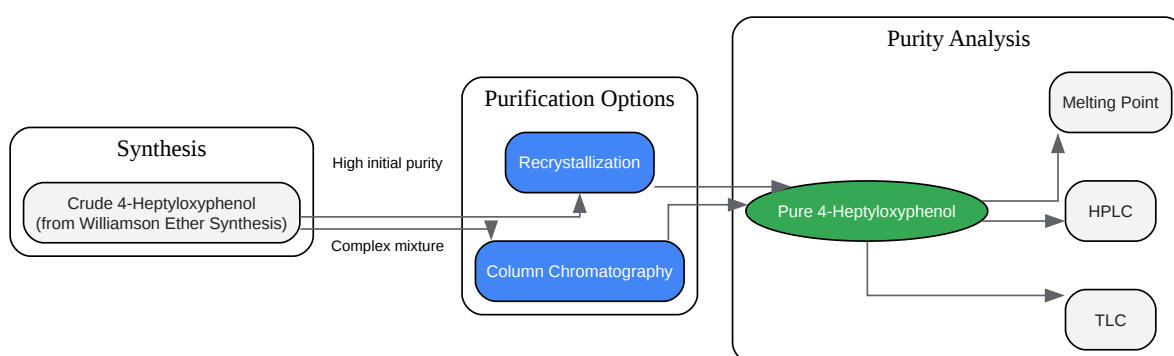 Synthesis
Crude 4-Heptyloxyphenol
(from Williamson Ether Synthesis)
High initial purity
Complex mixture
Purification Options
Recrystallization
Column Chromatography
Purity Analysis
Pure 4-Heptyloxyphenol
Melting Point
HPLC
TLC